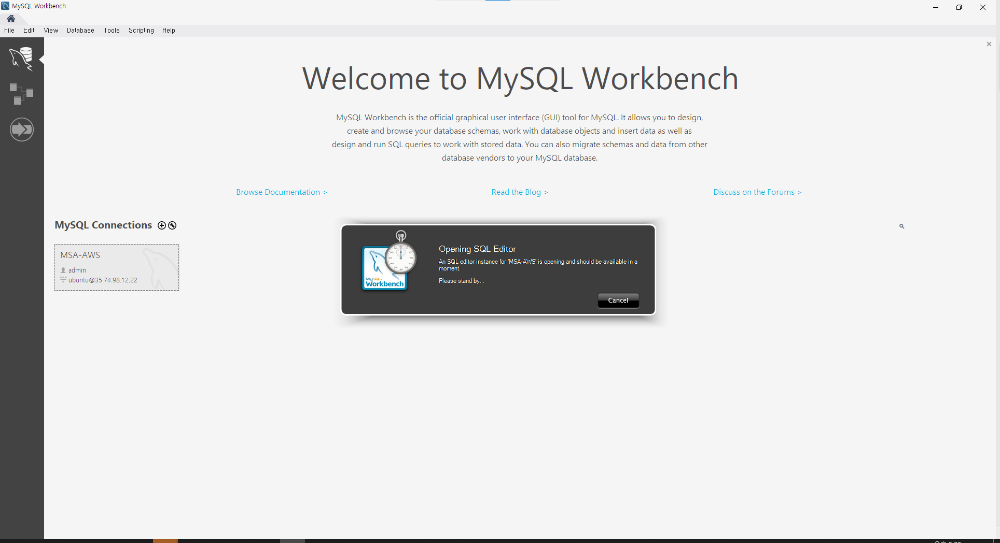 MySQL Workbench
File Edit View Database Tools Scripting Help
Welcome to MySQL Workbench
MySQL Workbench is the official graphical user interface (GUI) tool for MySQL. It allows you to design,
create and browse your database schemas, work with database objects and insert data as well as
design and run SQL queries to work with stored data. You can also migrate schemas and data from other
database vendors to your MySQL database.
Browse Documentation > Read the Blog > Discuss on the Forums >
MySQL Connections
MSA-AWS
admin
ubuntu@35.74.98.12:22
Opening SQL Editor
An SQL editor instance for 'MSA-AWS' is opening and should be available in a
moment.
Please stand by...
MySQL
Workbench
Cancel